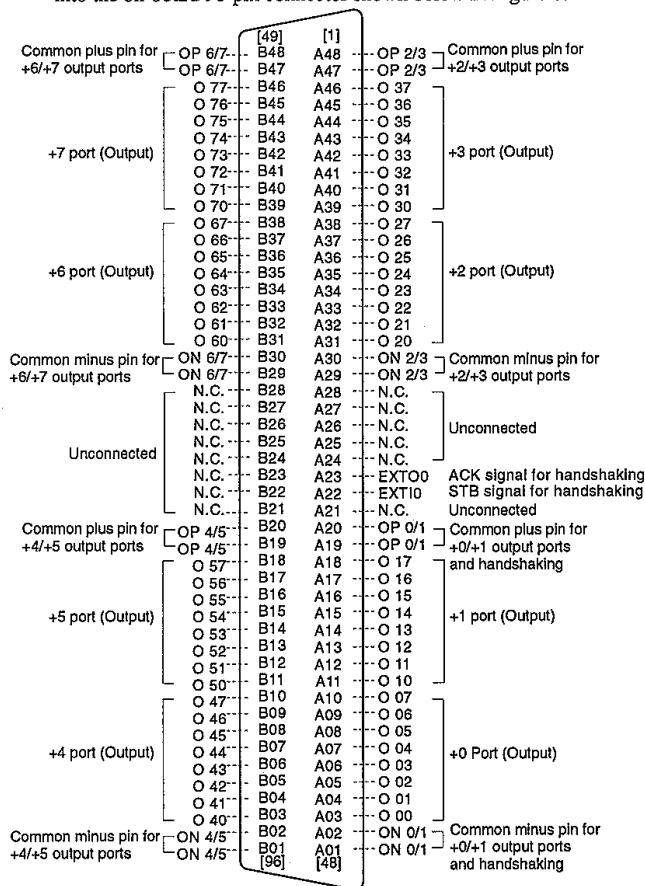 into the on-board 96-pin connector shown below
[49] [1]
Common plus pin for OP 6/7 B48 A48 OP 2/3 Common plus pin for
+6/+7 output ports OP 6/7 B47 A47 OP 2/3 +2/+3 output ports
O 77 B46 A46 O 37
O 76 B45 A45 O 36
O 75 B44 A44 O 35
O 74 B43 A43 O 34
+7 port (Output) O 73 B42 A42 O 33 +3 port (Output)
O 72 B41 A41 O 32
O 71 B40 A40 O 31
O 70 B39 A39 O 30
O 67 B38 A38 O 27
O 66 B37 A37 O 26
O 65 B36 A36 O 25
+6 port (Output) O 64 B35 A35 O 24 +2 port (Output)
O 63 B34 A34 O 23
O 62 B33 A33 O 22
O 61 B32 A32 O 21
O 60 B31 A31 O 20
Common minus pin for ON 6/7 B30 A30 ON 2/3 Common minus pin for
+6/+7 output ports ON 6/7 B29 A29 ON 2/3 +2/+3 output ports
N.C. B28 A28 N.C.
N.C. B27 A27 N.C.
N.C. B26 A26 N.C. Unconnected
N.C. B25 A25 N.C.
Unconnected N.C. B24 A24 N.C.
N.C. B23 A23 EXTO0 ACK signal for handshaking
N.C. B22 A22 EXTI0 STB signal for handshaking
N.C. B21 A21 N.C. Unconnected
Common plus pin for OP 4/5 B20 A20 OP 0/1 Common plus pin for
+4/+5 output ports OP 4/5 B19 A19 OP 0/1 +0/+1 output ports
O 57 B18 A18 O 17 and handshaking
O 56 B17 A17 O 16
O 55 B16 A16 O 15
+5 port (Output) O 54 B15 A15 O 14 +1 port (Output)
O 53 B14 A14 O 13
O 52 B13 A13 O 12
O 51 B12 A12 O 11
O 50 B11 A11 O 10
O 47 B10 A10 O 07
O 46 B09 A09 O 06
O 45 B08 A08 O 05
+4 port (Output) O 44 B07 A07 O 04 +0 Port (Output)
O 43 B06 A06 O 03
O 42 B05 A05 O 02
O 41 B04 A04 O 01
O 40 B03 A03 O 00
Common minus pin for ON 4/5 B02 A02 ON 0/1 Common minus pin for
+4/+5 output ports ON 4/5 B01 A01 ON 0/1 +0/+1 output ports
[96] [48] and handshaking